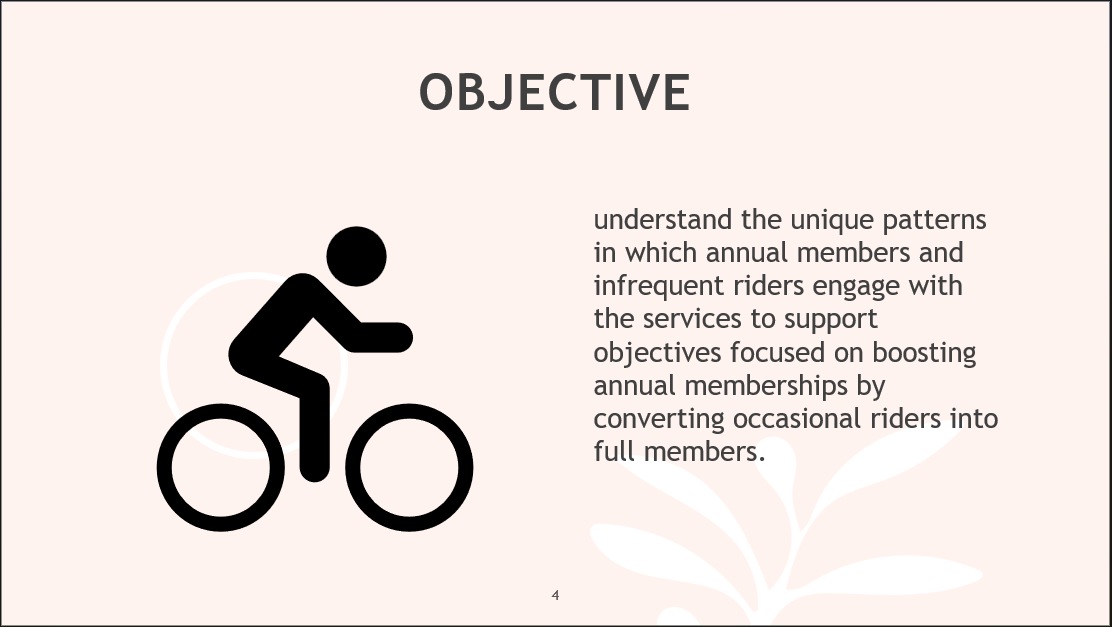 OBJECTIVE
understand the unique patterns
in which annual members and
infrequent riders engage with
the services to support
objectives focused on boosting
annual memberships by
converting occasional riders into
full members.
4